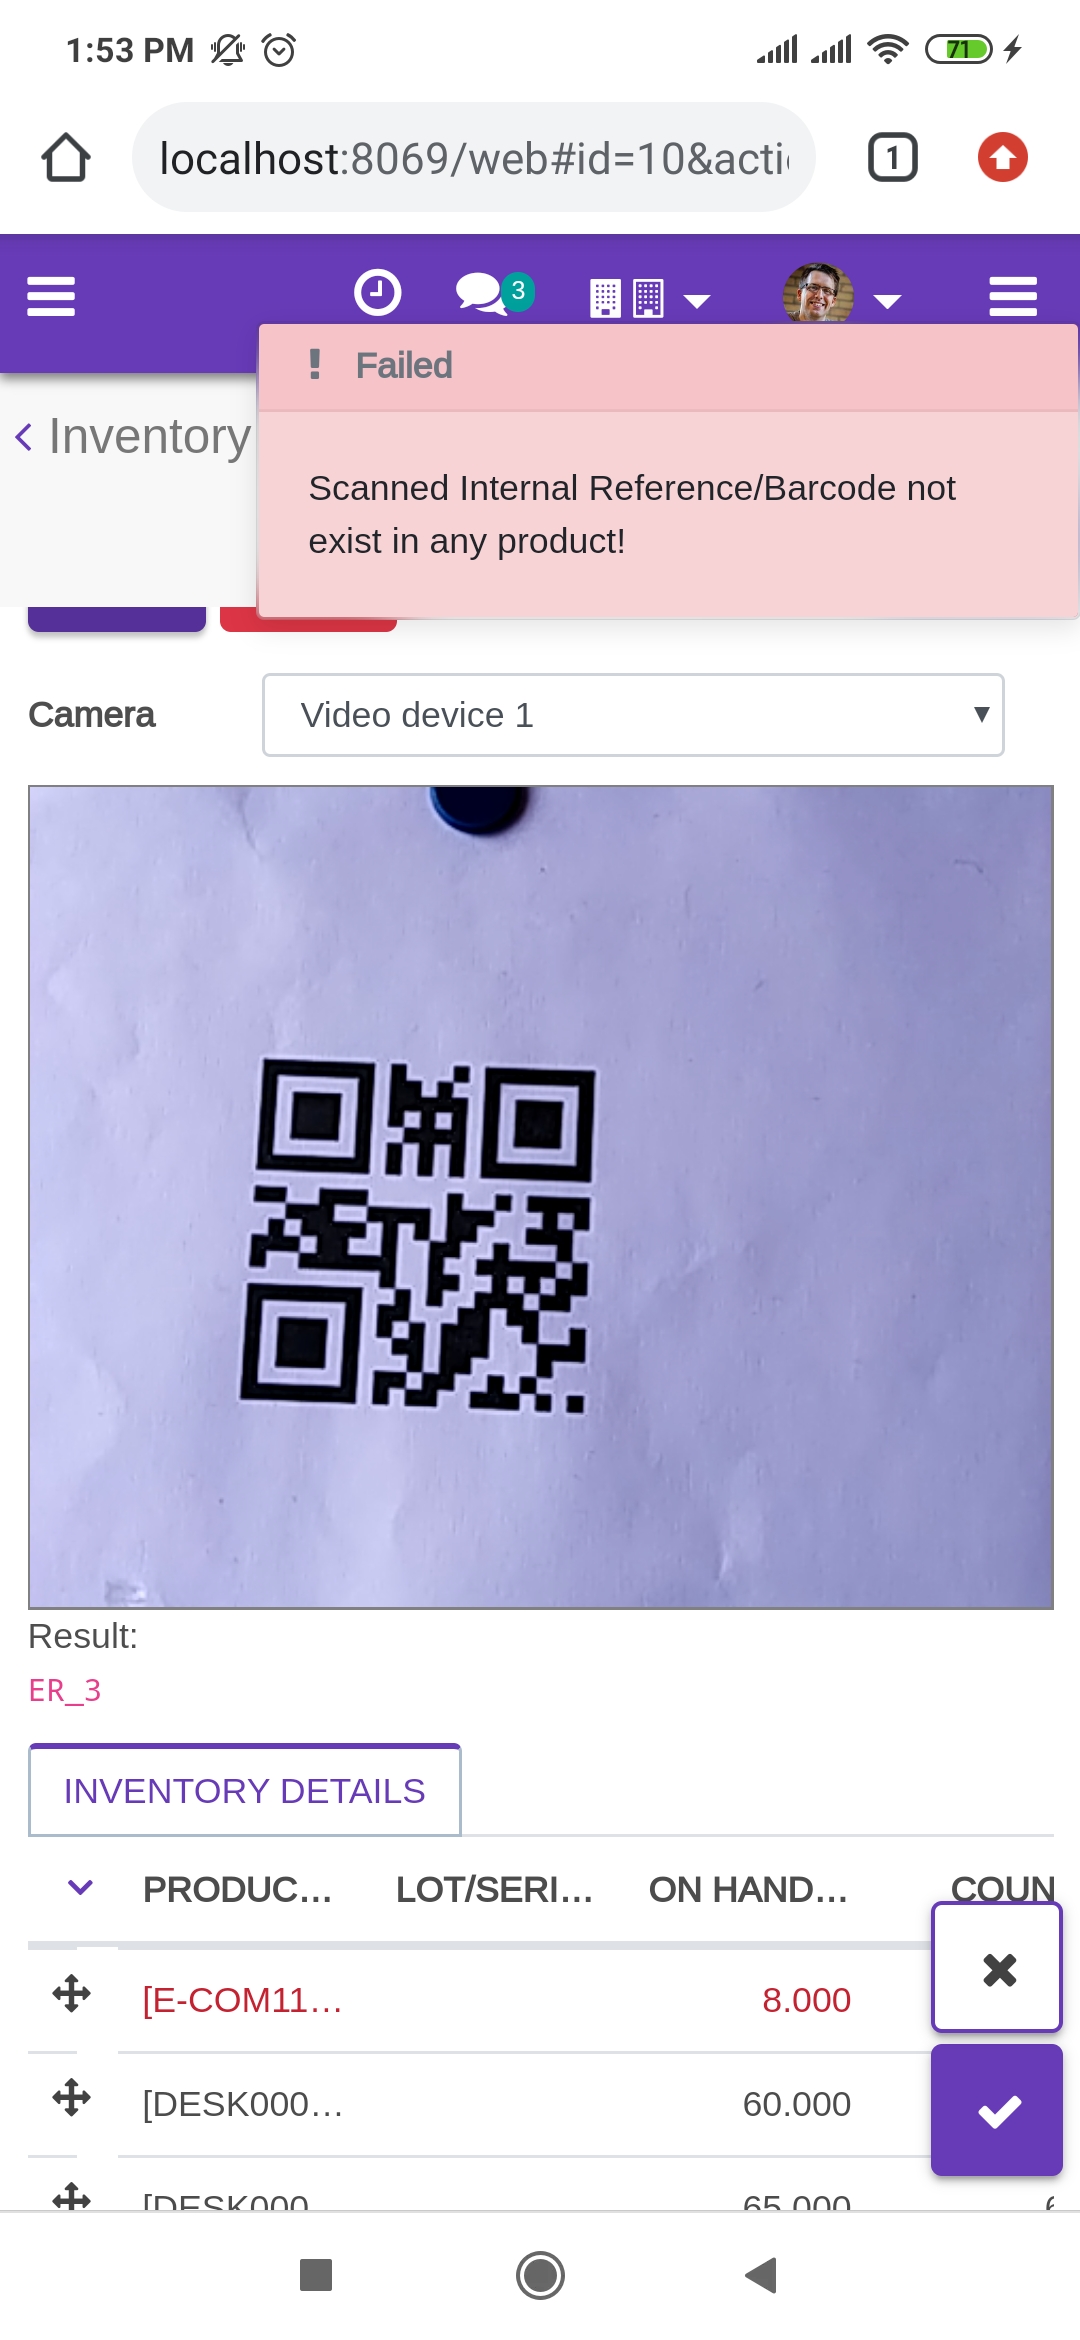 1:53 PM
71
localhost:8069/web#id=10&acti
1
3
Failed
Inventory
Scanned Internal Reference/Barcode not
exist in any product!
Camera
Video device 1
Result:
ER_3
INVENTORY DETAILS
PRODUC... LOT/SERI... ON HAND... COUN
[E-COM11... 8.000
[DESK000... 60.000
[DESK000 65.000